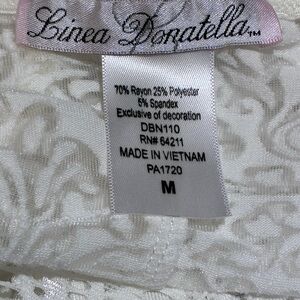 Linea Donatella™
70% Rayon 25% Polyester
5% Spandex
Exclusive of decoration
DBN110
RN# 64211
MADE IN VIETNAM
PA1720
M